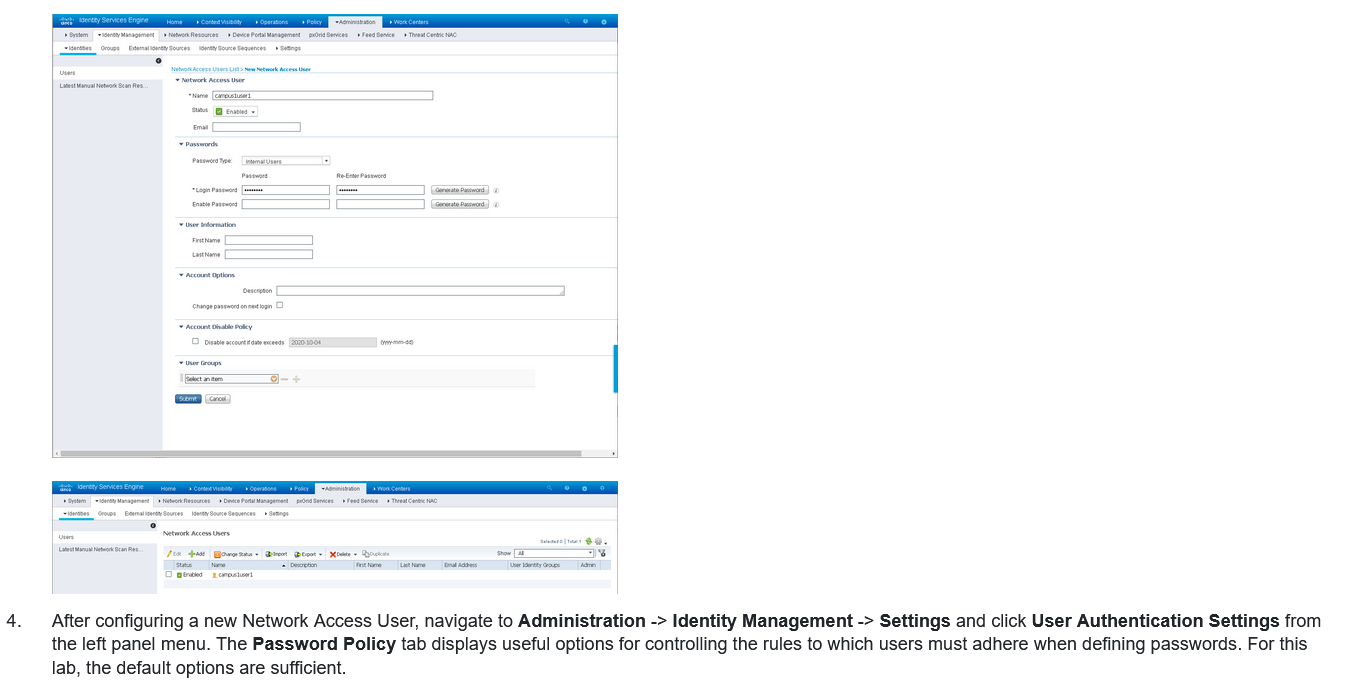 cisco Identity Services Engine Home Context Visibility Operations Policy Administration Work Centers
System Identity Management Network Resources Device Portal Management pxGrid Services Feed Service Threat Centric NAC
Identities Groups External Identity Sources Identity Source Sequences Settings
Users
Latest Manual Network Scan Res...
Network Access Users List > New Network Access User
Network Access User
* Name campus1user1
Status Enabled
Email
Passwords
Password Type: Internal Users
Password Re-Enter Password
* Login Password •••••••• •••••••• Generate Password
Enable Password Generate Password
User Information
First Name
Last Name
Account Options
Description
Change password on next login
Account Disable Policy
Disable account if date exceeds 2020-10-04 (yyyy-mm-dd)
User Groups
Select an item
Submit Cancel
cisco Identity Services Engine Home Context Visibility Operations Policy Administration Work Centers
System Identity Management Network Resources Device Portal Management pxGrid Services Feed Service Threat Centric NAC
Identities Groups External Identity Sources Identity Source Sequences Settings
Users
Latest Manual Network Scan Res...
Network Access Users
Selected 0 | Total 1
Edit Add Change Status Import Export Delete Duplicate Show All
Status Name Description First Name Last Name Email Address User Identity Groups Admin
Enabled campus1user1
4. After configuring a new Network Access User, navigate to Administration -> Identity Management -> Settings and click User Authentication Settings from
the left panel menu. The Password Policy tab displays useful options for controlling the rules to which users must adhere when defining passwords. For this
lab, the default options are sufficient.